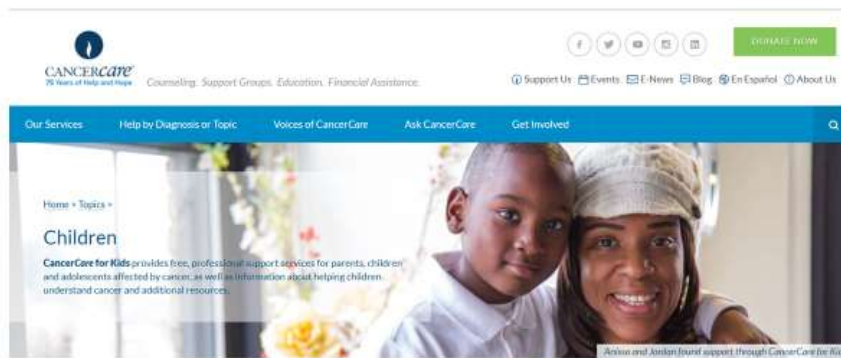 CANCERcare®
75 Years of Help and Hope
Counseling. Support Groups. Education. Financial Assistance.
DONATE NOW
Support Us Events E-News Blog En Español About Us
Our Services Help by Diagnosis or Topic Voices of CancerCare Ask CancerCare Get Involved
Home > Topics >
Children
CancerCare for Kids provides free, professional support services for parents, children
and adolescents affected by cancer, as well as information about helping children
understand cancer and additional resources.
Anissa and Jordan found support through CancerCare for Kids